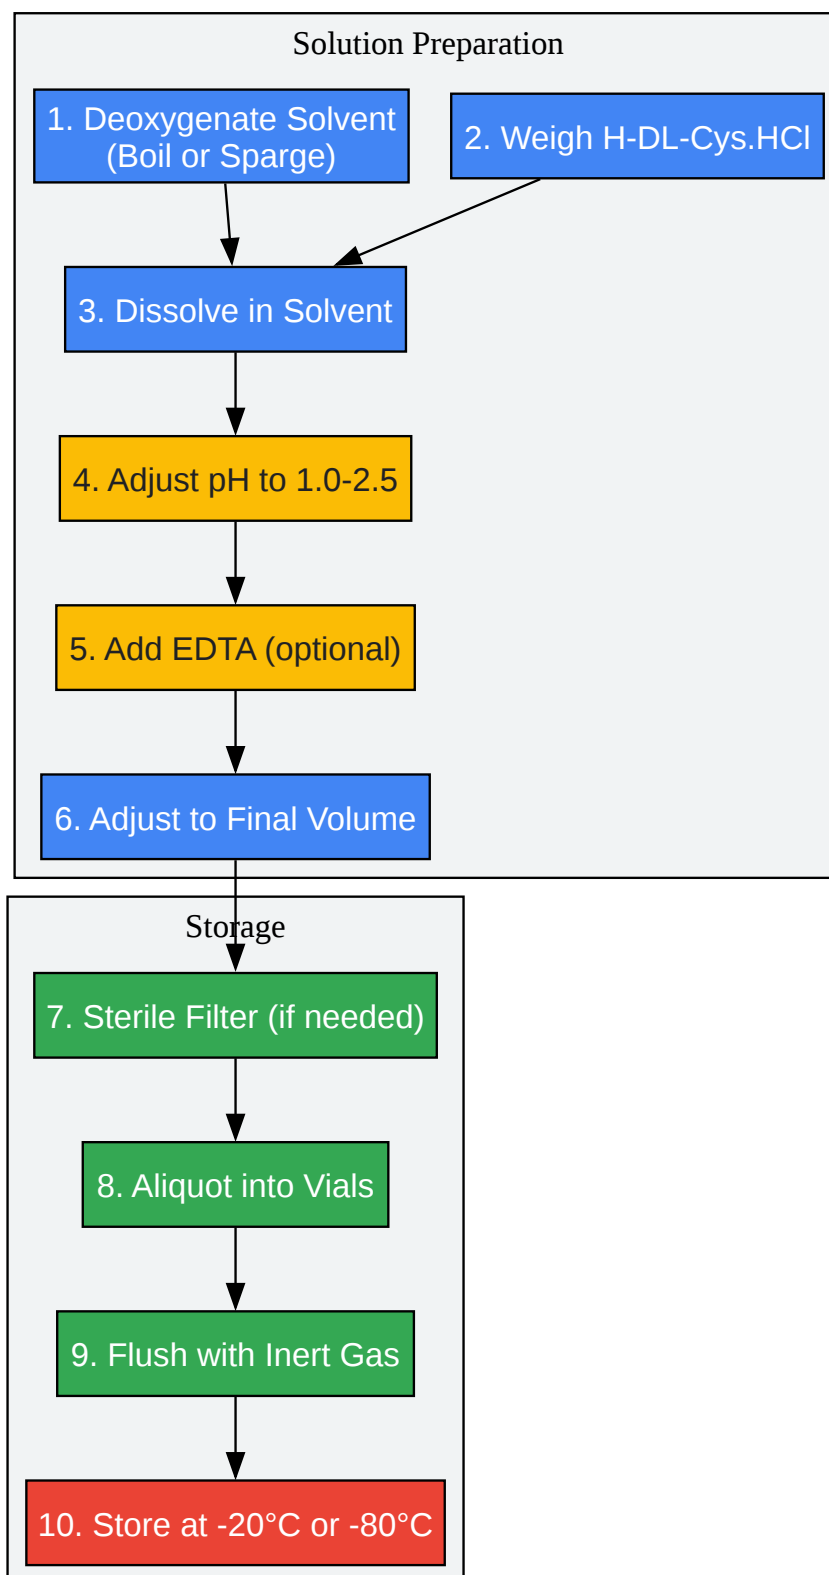 Solution Preparation
1. Deoxygenate Solvent
(Boil or Sparge)
2. Weigh H-DL-Cys.HCl
3. Dissolve in Solvent
4. Adjust pH to 1.0-2.5
5. Add EDTA (optional)
6. Adjust to Final Volume
Storage
7. Sterile Filter (if needed)
8. Aliquot into Vials
9. Flush with Inert Gas
10. Store at -20°C or -80°C